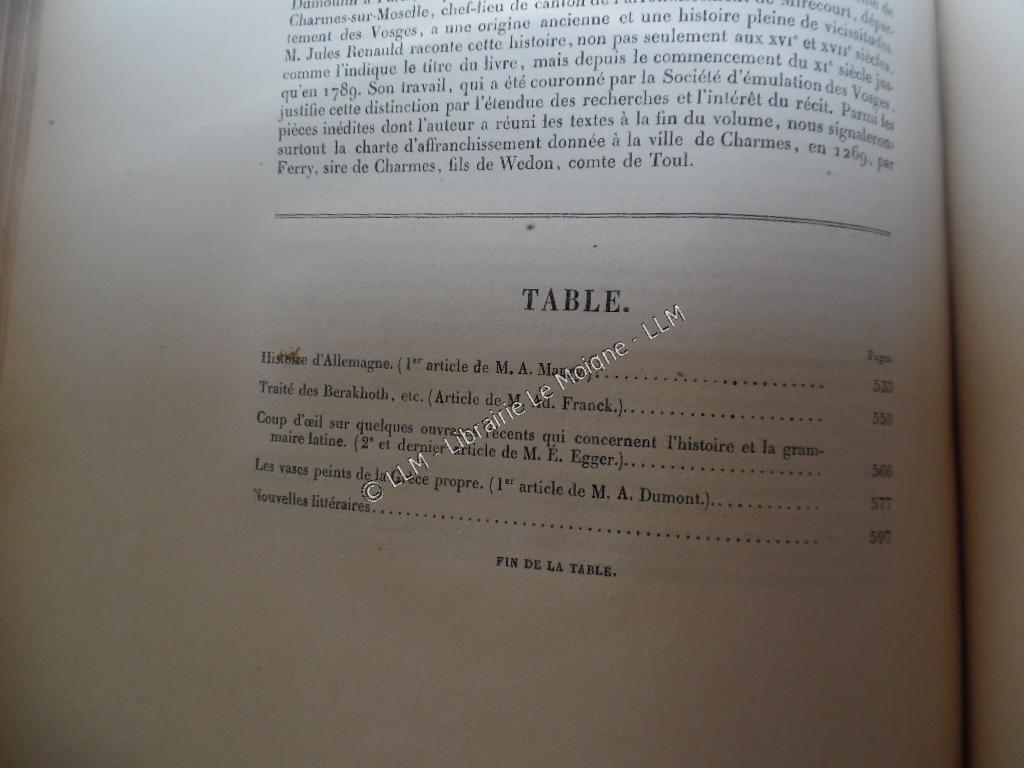 Charmes-sur-Moselle, chef-lieu de canton de Mirecourt, dépar-
tement des Vosges, a une origine ancienne et une histoire pleine de vicissitudes.
M. Jules Renauld raconte cette histoire, non pas seulement aux XVIe et XVIIe siècles,
comme l'indique le titre du livre, mais depuis le commencement du XIe siècle jus-
qu'en 1789. Son travail, qui a été couronné par la Société d'émulation des Vosges,
justifie cette distinction par l'étendue des recherches et l'intérêt du récit. Parmi les
pièces inédites dont l'auteur a réuni les textes à la fin du volume, nous signalerons
surtout la charte d'affranchissement donnée à la ville de Charmes, en 1269, par
Ferry, sire de Charmes, fils de Wedon, comte de Toul.
TABLE.
Pages.
Histoire d'Allemagne. (1er article de M. A. ........ 533
Traité des Berakhoth, etc. (Article de M. Ad. Franck.)........ 550
Coup d'œil sur quelques ouvrages récents qui concernent l'histoire et la gram-
maire latine. (2e et dernier article de M. É. Egger.)........ 566
Les vases peints de la Grèce propre. (1er article de M. A. Dumont.)........ 577
Nouvelles littéraires........ 597
FIN DE LA TABLE.
© LLM - Librairie Le Moigne - LLM